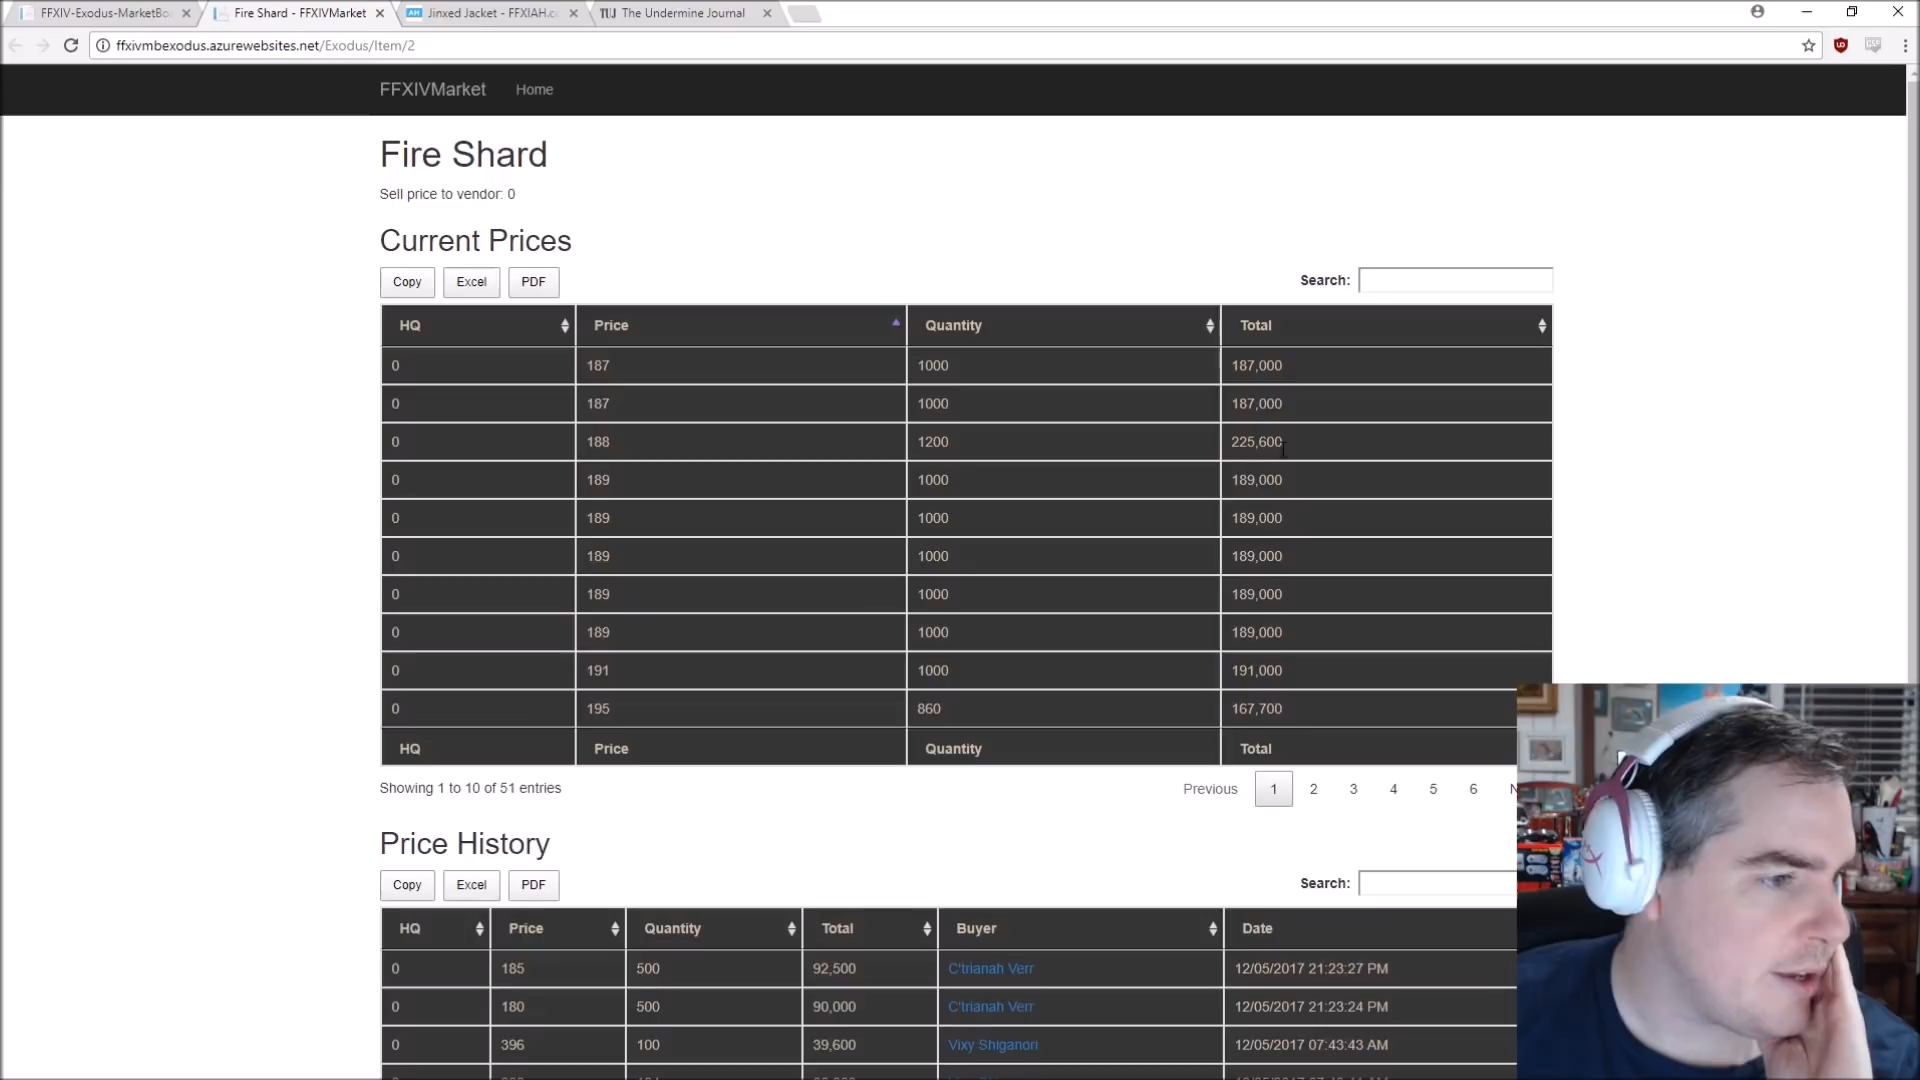 FFXIV-Exodus-MarketBo
Fire Shard - FFXIVMarket
AH Jinxed Jacket - FFXIAH.c
TUJ The Undermine Journal
ffxivmbexodus.azurewebsites.net/Exodus/Item/2
FFXIVMarket Home
Fire Shard
Sell price to vendor: 0
Current Prices
Copy Excel PDF Search:
HQ Price Quantity Total
0 187 1000 187,000
0 187 1000 187,000
0 188 1200 225,600
0 189 1000 189,000
0 189 1000 189,000
0 189 1000 189,000
0 189 1000 189,000
0 189 1000 189,000
0 191 1000 191,000
0 195 860 167,700
HQ Price Quantity Total
Showing 1 to 10 of 51 entries
Previous 1 2 3 4 5 6 N
Price History
Copy Excel PDF Search:
HQ Price Quantity Total Buyer Date
0 185 500 92,500 C'trianah Verr 12/05/2017 21:23:27 PM
0 180 500 90,000 C'trianah Verr 12/05/2017 21:23:24 PM
0 396 100 39,600 Vixy Shiganori 12/05/2017 07:43:43 AM